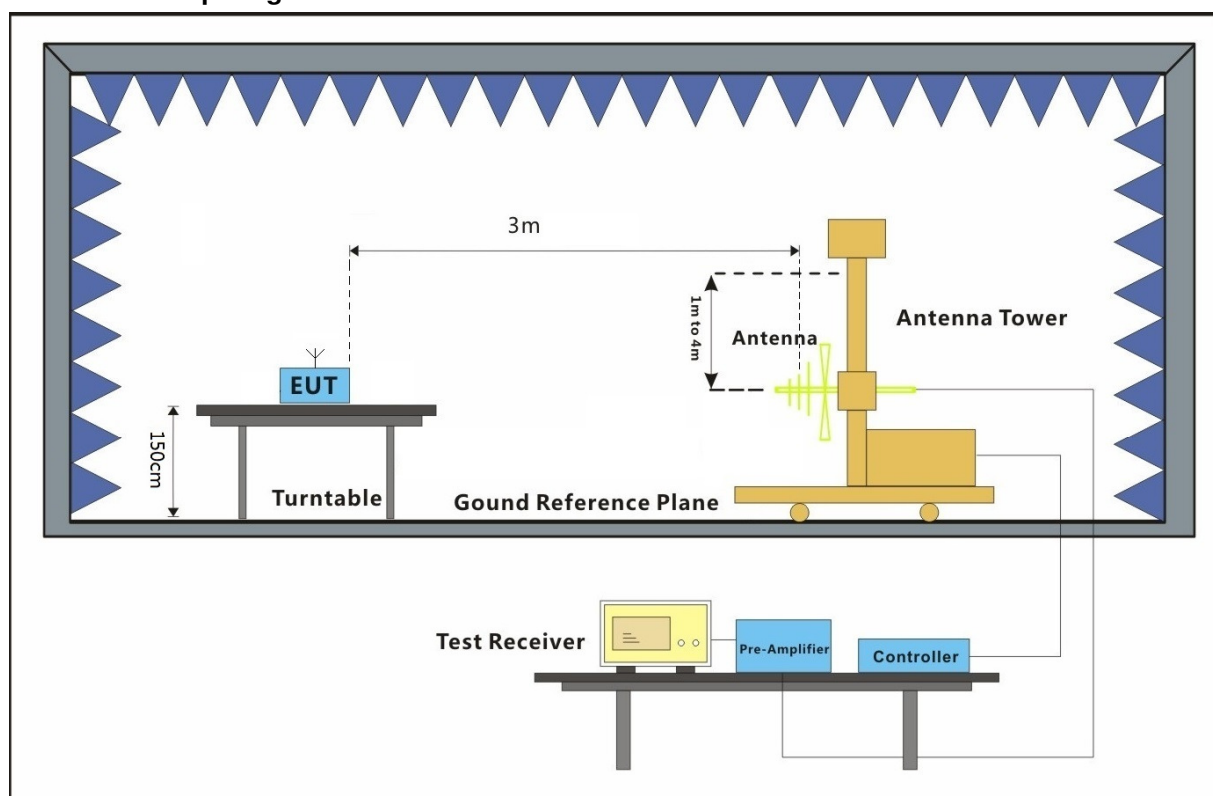 3m
1m to 4m
Antenna
Antenna Tower
EUT
150cm
Turntable
Gound Reference Plane
Test Receiver
Pre-Amplifier
Controller